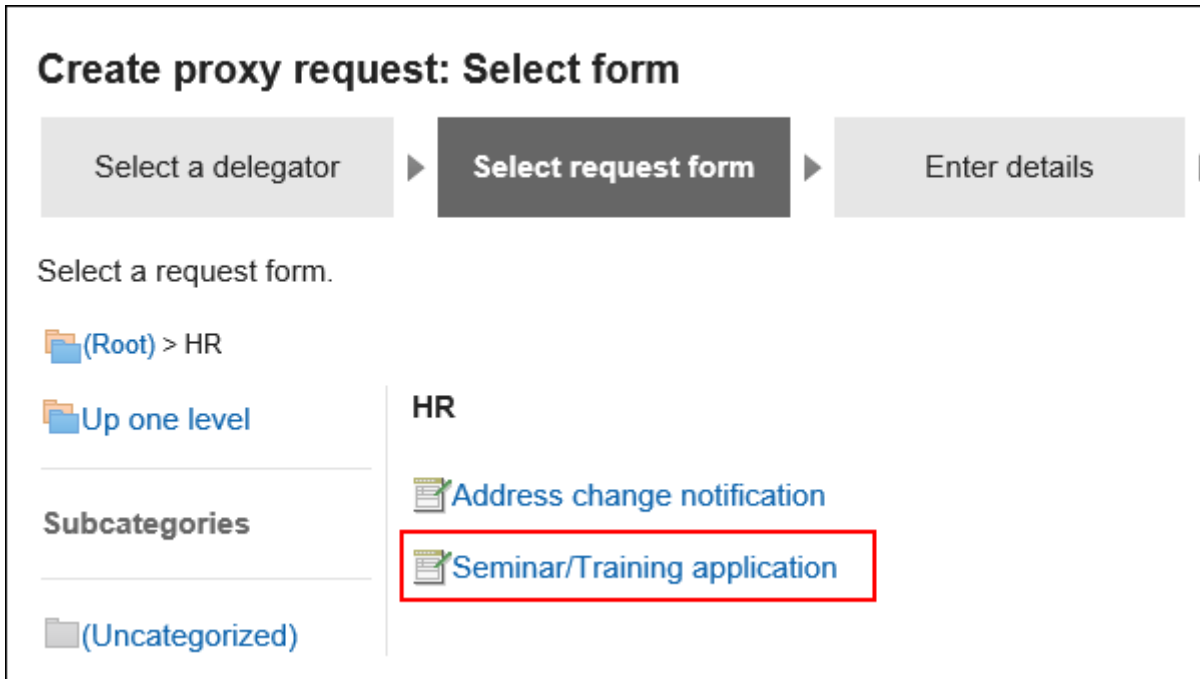 Create proxy request: Select form
Select a delegator
Select request form
Enter details
Select a request form.
(Root) > HR
Up one level
Subcategories
(Uncategorized)
HR
Address change notification
Seminar/Training application